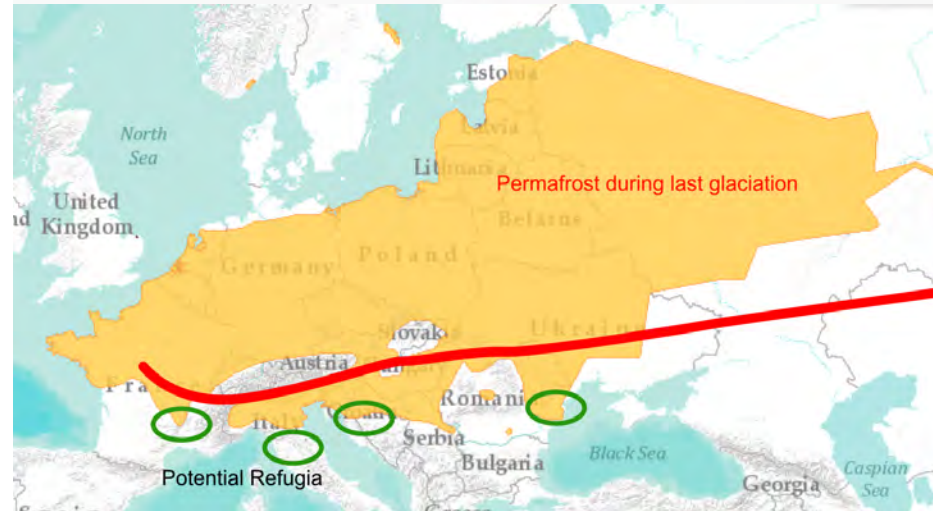 Estonia
North
Sea
Latvia
Lithuania
Permafrost during last glaciation
United
Kingdom
Belarus
Germany
Poland
Slovakia
Ukraine
Austria
Hungary
France
Romania
Italy
Croatia
Serbia
Black Sea
Bulgaria
Caspian
Sea
Potential Refugia
Georgia